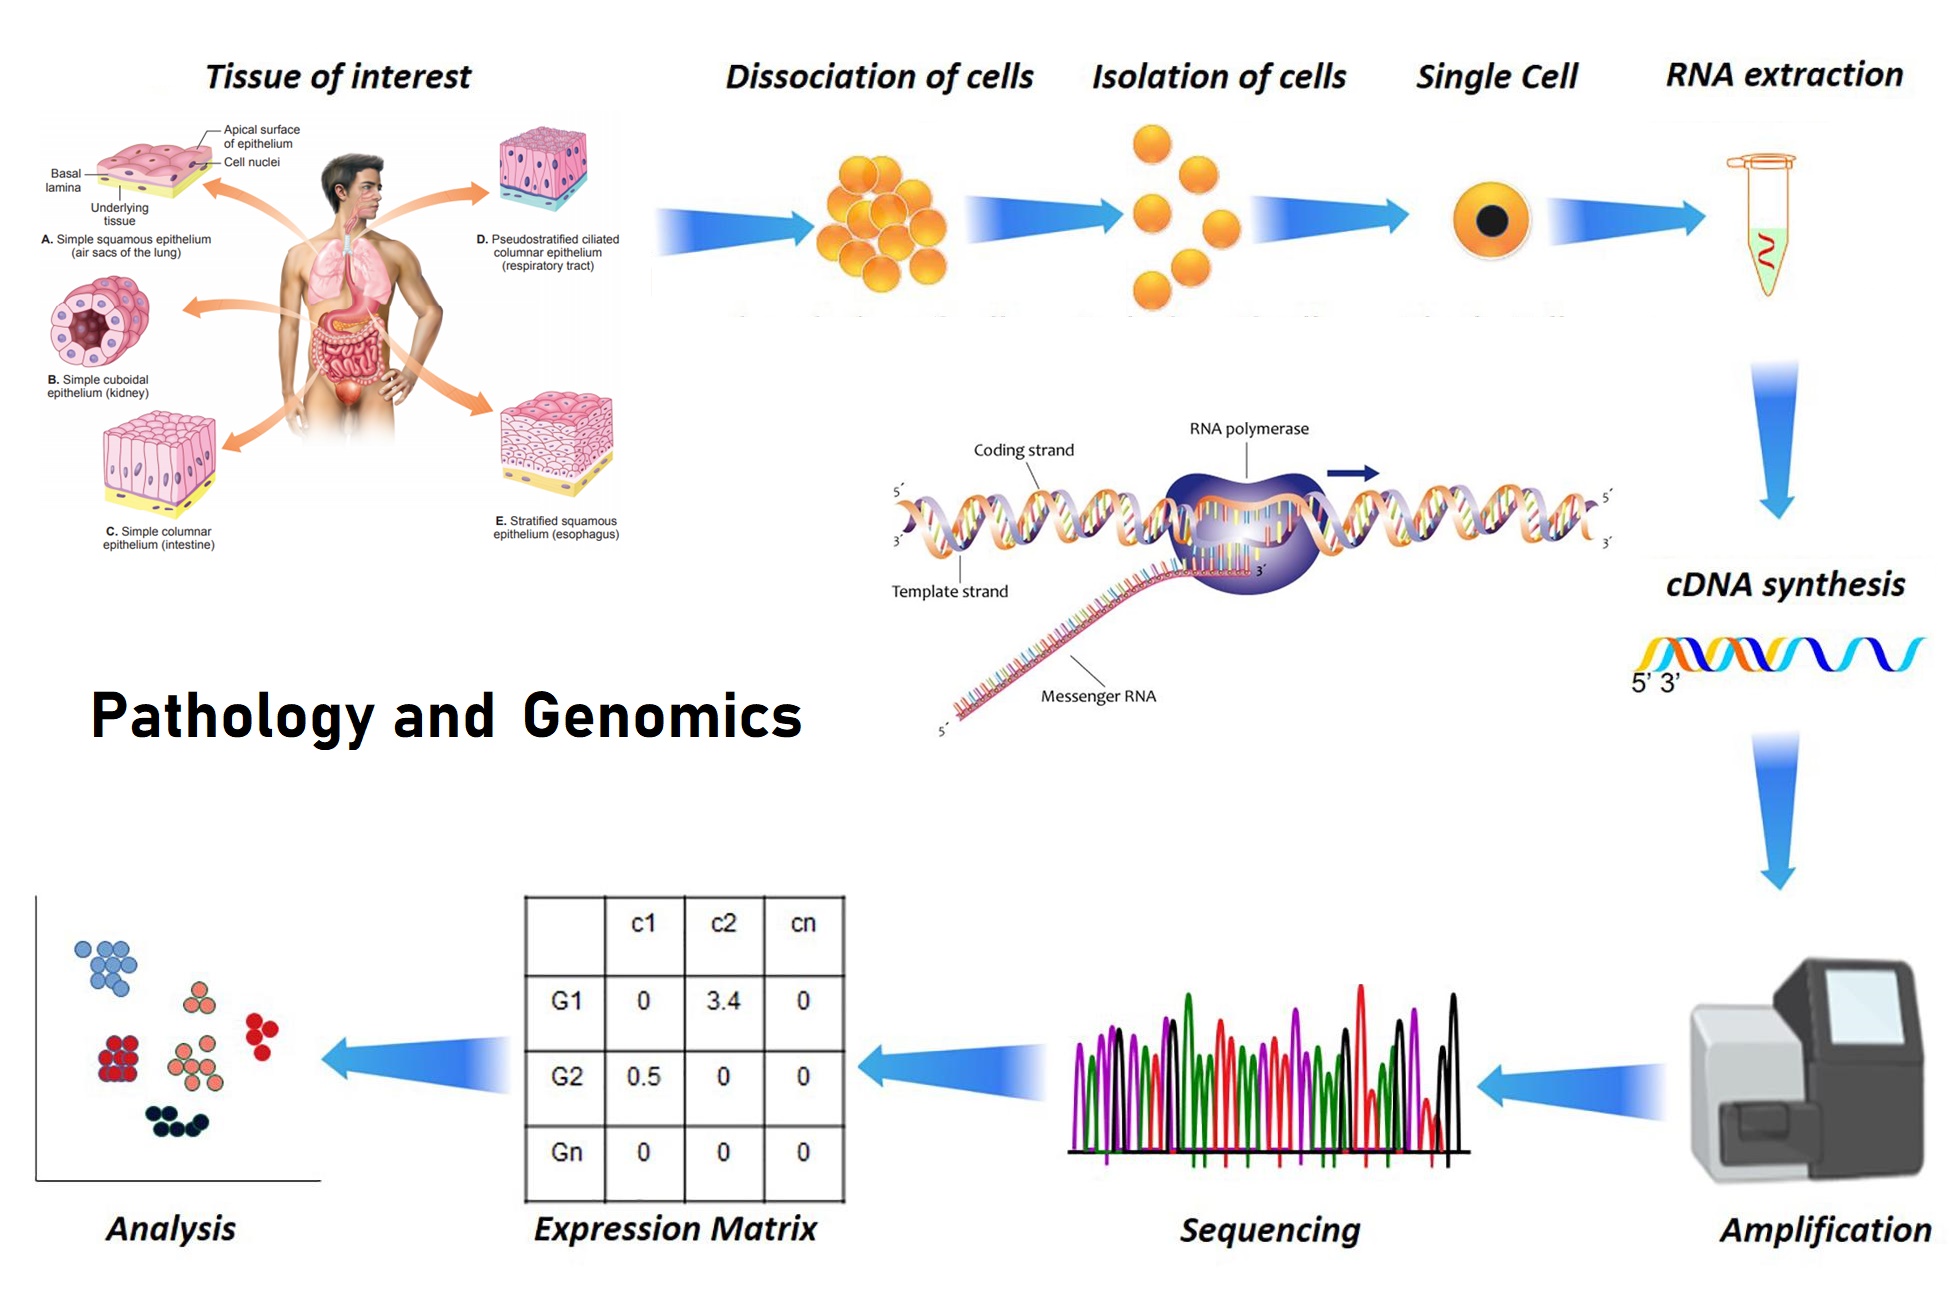 Tissue of interest
Dissociation of cells
Isolation of cells
Single Cell
RNA extraction
Apical surface
of epithelium
Cell nuclei
Basal
lamina
Underlying
tissue
A. Simple squamous epithelium
(air sacs of the lung)
D. Pseudostratified ciliated
columnar epithelium
(respiratory tract)
B. Simple cuboidal
epithelium (kidney)
C. Simple columnar
epithelium (intestine)
E. Stratified squamous
epithelium (esophagus)
RNA polymerase
Coding strand
5´
5´
3´
3´
3´
Template strand
Messenger RNA
5´
cDNA synthesis
5’ 3’
Pathology and Genomics
c1 c2 cn
G1 0 3.4 0
G2 0.5 0 0
Gn 0 0 0
Analysis
Expression Matrix
Sequencing
Amplification